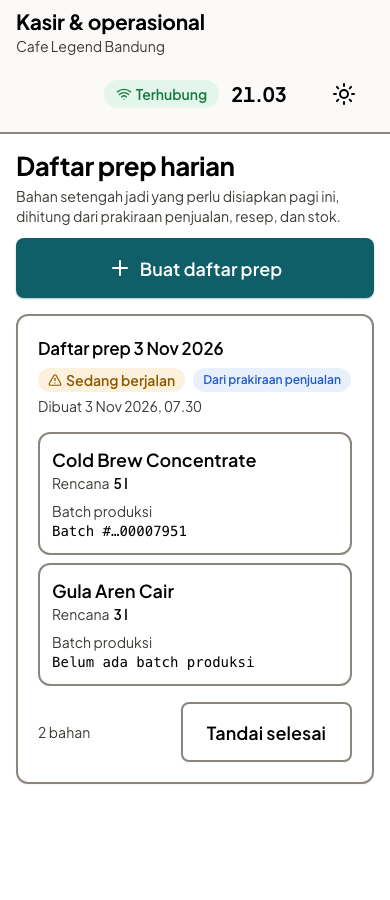 Kasir & operasional
Cafe Legend Bandung
Terhubung 21.03
Daftar prep harian
Bahan setengah jadi yang perlu disiapkan pagi ini,
dihitung dari prakiraan penjualan, resep, dan stok.
+ Buat daftar prep
Daftar prep 3 Nov 2026
Sedang berjalan Dari prakiraan penjualan
Dibuat 3 Nov 2026, 07.30
Cold Brew Concentrate
Rencana 5 l
Batch produksi
Batch #…00007951
Gula Aren Cair
Rencana 3 l
Batch produksi
Belum ada batch produksi
2 bahan Tandai selesai